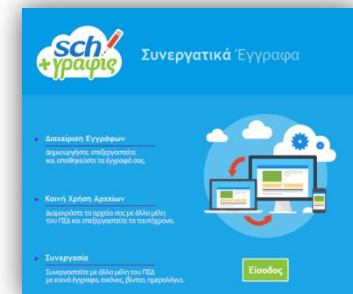 sch
+γραφίς
Συνεργατικά Έγγραφα
Διαχείριση Εγγράφων
Δημιουργήστε, επεξεργαστείτε
και αποθηκεύστε τα έγγραφά σας.
Κοινή Χρήση Αρχείων
Διαμοιράστε τα αρχεία σας με άλλα μέλη
του ΠΣΔ και επεξεργαστείτε τα ταυτόχρονα.
Συνεργασία
Συνεργαστείτε με άλλα μέλη του ΠΣΔ
με κοινά έγγραφα, εικόνες, βίντεο, ημερολόγια.
Είσοδος